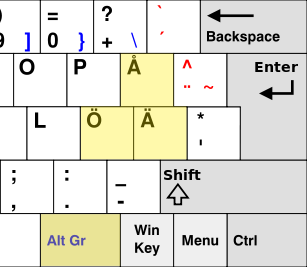 ) = ? `
9 ] 0 } + \ ´
Backspace
O P Å ^
¨ ~
Enter
L Ö Ä *
'
; : _
, . -
Shift
Alt Gr
Win
Key
Menu
Ctrl